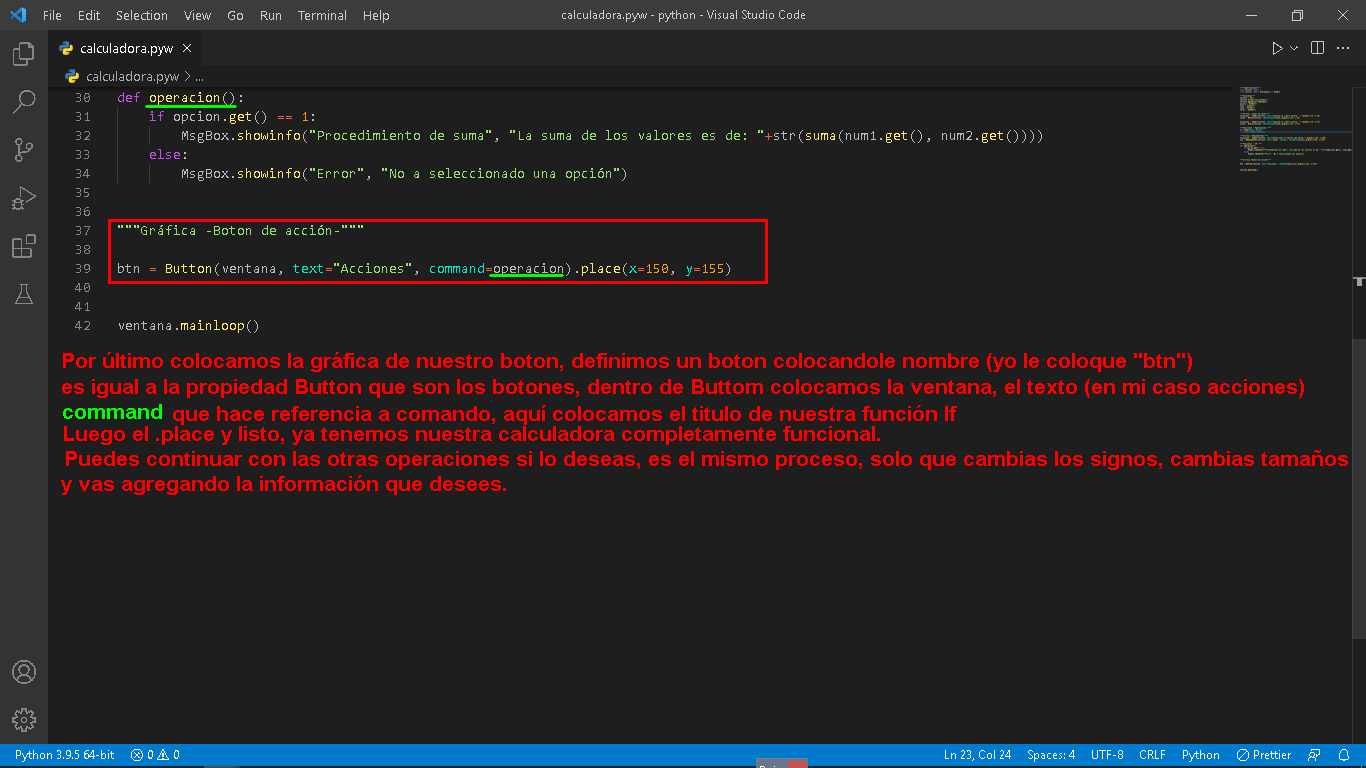 File Edit Selection View Go Run Terminal Help calculadora.pyw - python - Visual Studio Code
calculadora.pyw
calculadora.pyw > ...
30 def operacion():
31 if opcion.get() == 1:
32 MsgBox.showinfo("Procedimiento de suma", "La suma de los valores es de: "+str(suma(num1.get(), num2.get())))
33 else:
34 MsgBox.showinfo("Error", "No a seleccionado una opción")
35
36
37 """Gráfica -Boton de acción-"""
38
39 btn = Button(ventana, text="Acciones", command=operacion).place(x=150, y=155)
40
41
42 ventana.mainloop()
Por último colocamos la gráfica de nuestro boton, definimos un boton colocandole nombre (yo le coloque "btn")
es igual a la propiedad Button que son los botones, dentro de Buttom colocamos la ventana, el texto (en mi caso acciones)
command que hace referencia a comando, aquí colocamos el titulo de nuestra función If
Luego el .place y listo, ya tenemos nuestra calculadora completamente funcional.
Puedes continuar con las otras operaciones si lo deseas, es el mismo proceso, solo que cambias los signos, cambias tamaños
y vas agregando la información que desees.
Python 3.9.5 64-bit 0 0 Ln 23, Col 24 Spaces: 4 UTF-8 CRLF Python Prettier